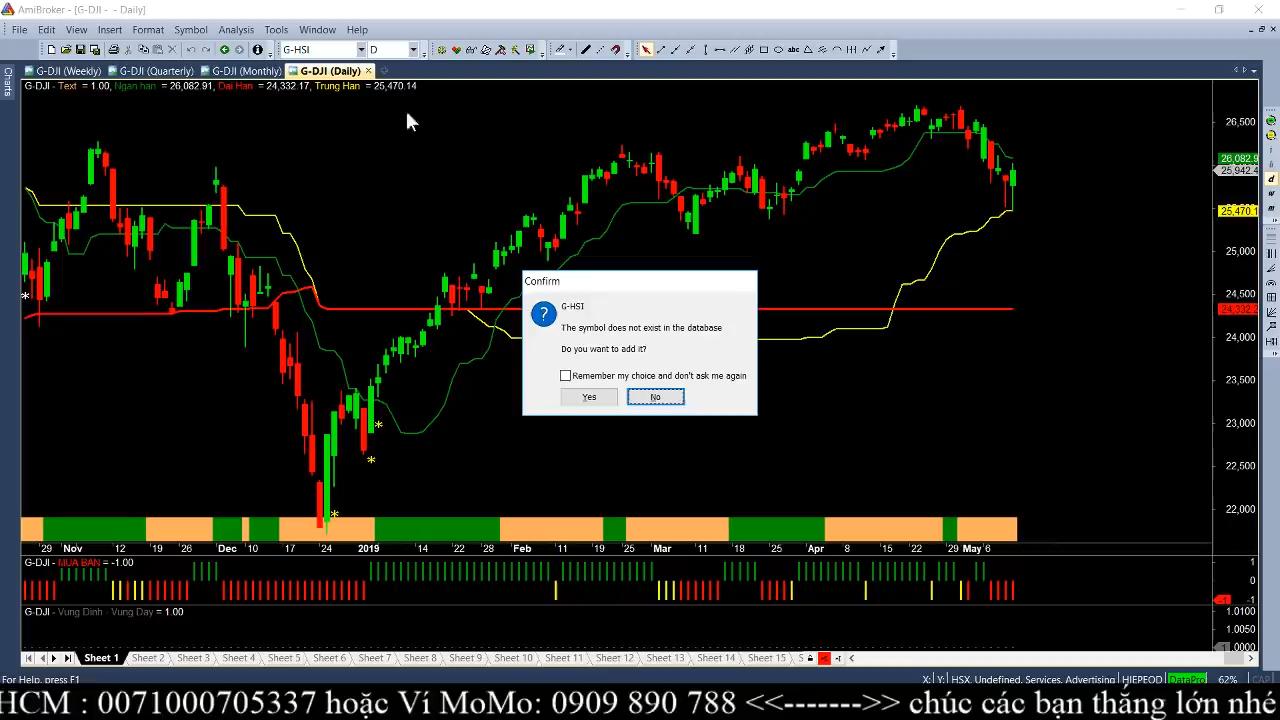 AmiBroker - [G-DJI - - Daily]
File Edit View Insert Format Symbol Analysis Tools Window Help
G-HSI D
G-DJI (Weekly) G-DJI (Quarterly) G-DJI (Monthly) G-DJI (Daily)
Charts
G-DJI - Text = 1.00, Ngan han = 26,082.91, Dai Han = 24,332.17, Trung Han = 25,470.14
26,500
26,082.9
25,942.4
25,470.1
25,000
24,500
24,332.2
24,000
23,500
23,000
22,500
22,000
Confirm
G-HSI
The symbol does not exist in the database
Do you want to add it?
Remember my choice and don't ask me again
Yes No
29 Nov 12 19 26 Dec 10 17 24 2019 14 22 28 Feb 11 19 25 Mar 11 18 25 Apr 8 15 22 29 May 6
G-DJI - MUA BAN = -1.00
1
0
-1
G-DJI - Vung Dinh - Vung Day = 1.00
1.0100
1.0050
1.0000
Sheet 1 Sheet 2 Sheet 3 Sheet 4 Sheet 5 Sheet 6 Sheet 7 Sheet 8 Sheet 9 Sheet 10 Sheet 11 Sheet 12 Sheet 13 Sheet 14 Sheet 15 S
For Help, press F1 X: Y: HSX, Undefined, Services, Advertising HIEPEOD DataPro 62% CAP
HCM : 0071000705337 hoặc Ví MoMo: 0909 890 788 <<------->> chúc các bạn thắng lớn nhé